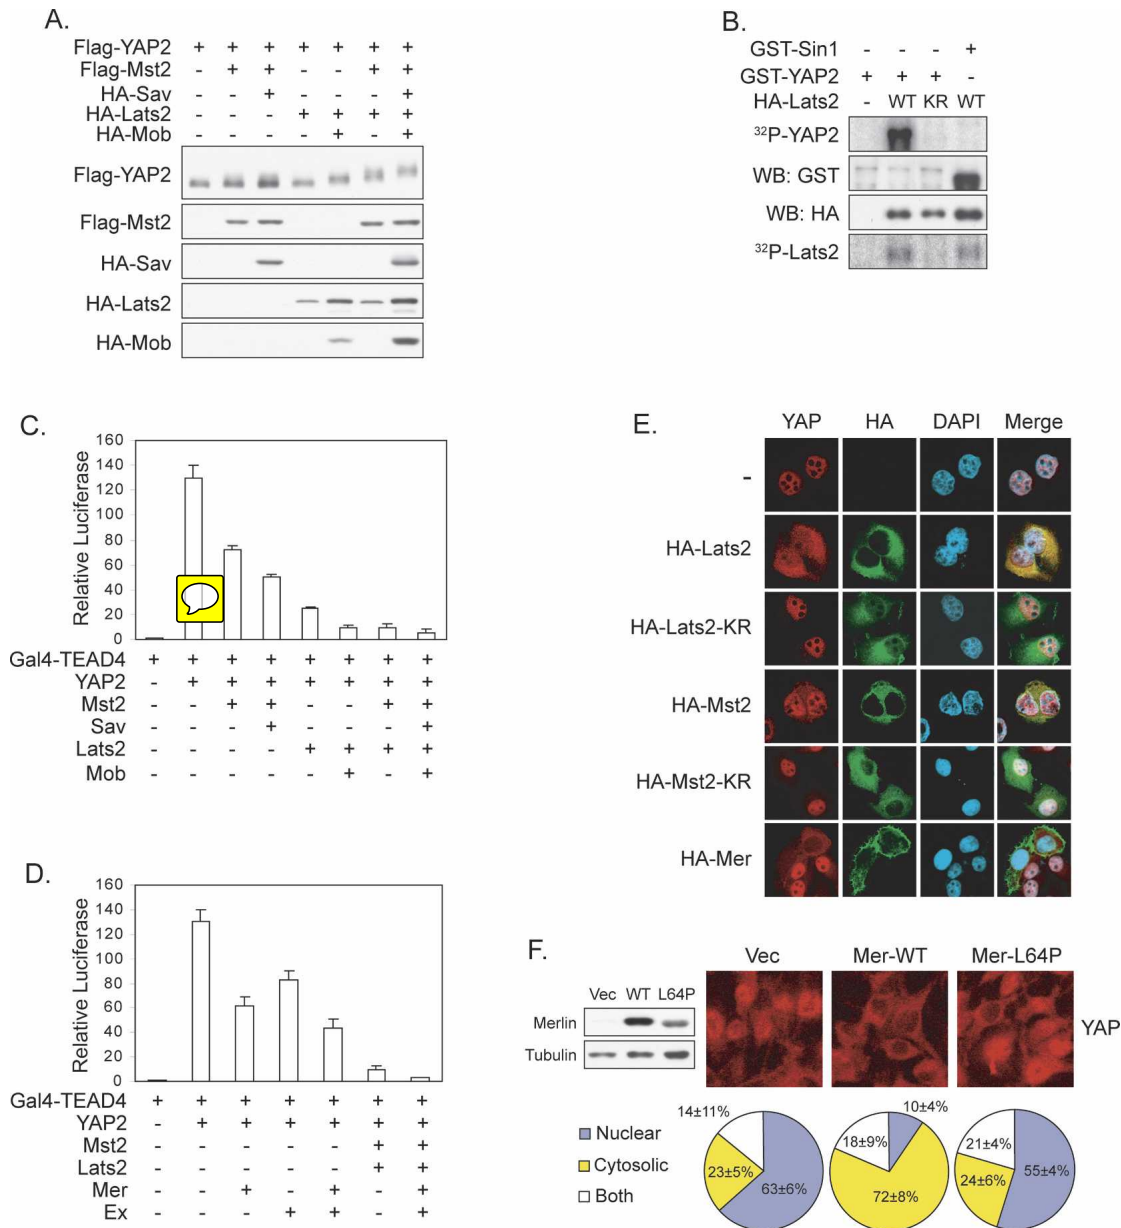 A.
Flag-YAP2 + + + + + + +
Flag-Mst2 - + + - - + +
HA-Sav - - + - - - +
HA-Lats2 - - - + + + +
HA-Mob - - - - + - +
Flag-YAP2
Flag-Mst2
HA-Sav
HA-Lats2
HA-Mob
B.
GST-Sin1 - - - +
GST-YAP2 + + + -
HA-Lats2 - WT KR WT
32P-YAP2
WB: GST
WB: HA
32P-Lats2
C.
Relative Luciferase
160
140
120
100
80
60
40
20
0
Gal4-TEAD4 + + + + + + + +
YAP2 - + + + + + + +
Mst2 - - + + - - + +
Sav - - - + - - - +
Lats2 - - - - + + + +
Mob - - - - - + - +
D.
Relative Luciferase
160
140
120
100
80
60
40
20
0
Gal4-TEAD4 + + + + + + +
YAP2 - + + + + + +
Mst2 - - - - - + +
Lats2 - - - - - + +
Mer - - + - + - +
Ex - - - + + - +
E.
YAP HA DAPI Merge
-
HA-Lats2
HA-Lats2-KR
HA-Mst2
HA-Mst2-KR
HA-Mer
F.
Vec Mer-WT Mer-L64P
Vec WT L64P
Merlin
Tubulin
YAP
Nuclear
Cytosolic
Both
14±11%
23±5%
63±6%
10±4%
18±9%
72±8%
21±4%
24±6%
55±4%